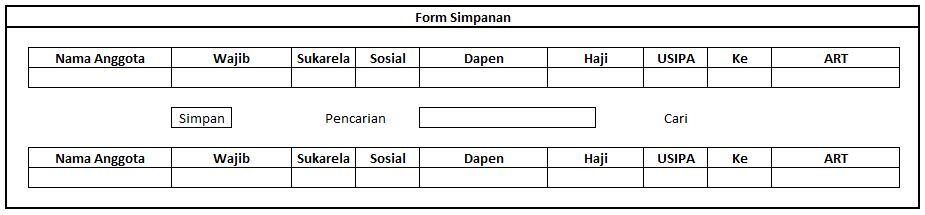 Form Simpanan
Nama Anggota Wajib Sukarela Sosial Dapen Haji USIPA Ke ART
Simpan Pencarian Cari
Nama Anggota Wajib Sukarela Sosial Dapen Haji USIPA Ke ART